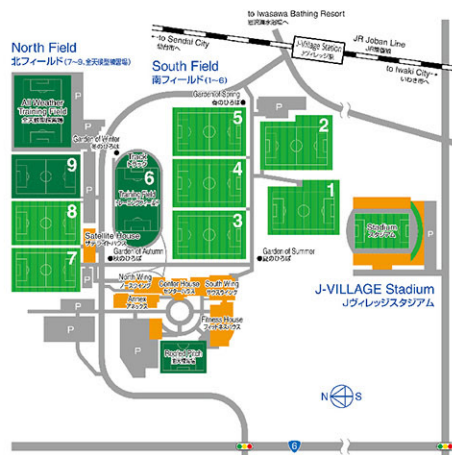 to Iwasawa Bathing Resort
岩沢海水浴場へ
JR Joban Line
JR常磐線
to Sendai City
仙台市へ
J-Village Station
Jヴィレッジ駅
to Iwaki City
いわき市へ
North Field
北フィールド(7~9、全天候型練習場)
South Field
南フィールド(1~6)
All Weather
Training Field
全天候型練習場
Garden of Spring
春のひろば
Garden of Winter
冬のひろば
5
2
Track
トラック
9
6
4
1
Training Field
トレーニングフィールド
8
3
Stadium
スタジアム
P
Satellite House
サテライトハウス
7
Garden of Autumn
秋のひろば
Garden of Summer
夏のひろば
North Wing
ノースウイング
Center House
センターハウス
South Wing
サウスウイング
J-VILLAGE Stadium
Jヴィレッジスタジアム
Annex
アネックス
Fitness House
フィットネスハウス
P
P
P
P
P
N
S
6